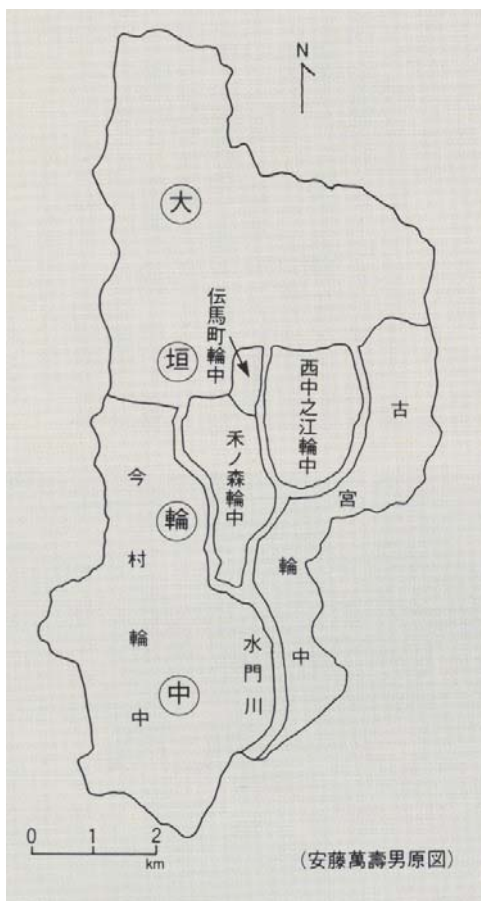 N
大垣輪中
伝馬町輪中
西中之江輪中
古宮輪中
禾ノ森輪中
今村輪中
水門川
0 1 2
km
(安藤萬壽男原図)